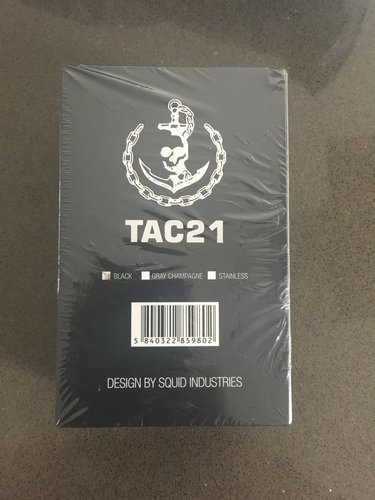 TAC21
BLACK GRAY CHAMPAGNE STAINLESS
5 840322 859802
DESIGN BY SQUID INDUSTRIES